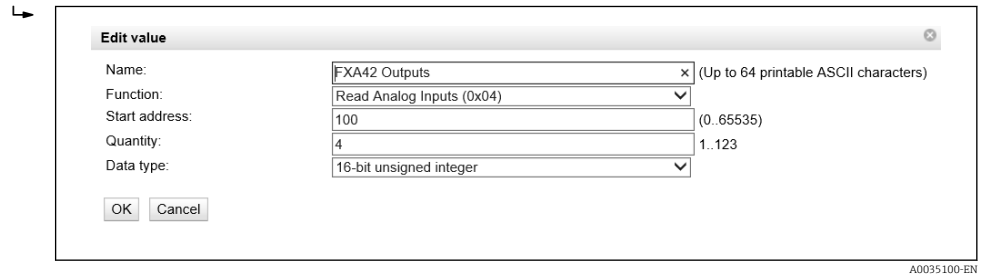 Edit value
Name: FXA42 Outputs × (Up to 64 printable ASCII characters)
Function: Read Analog Inputs (0x04)
Start address: 100 (0..65535)
Quantity: 4 1..123
Data type: 16-bit unsigned integer
OK Cancel
A0035100-EN